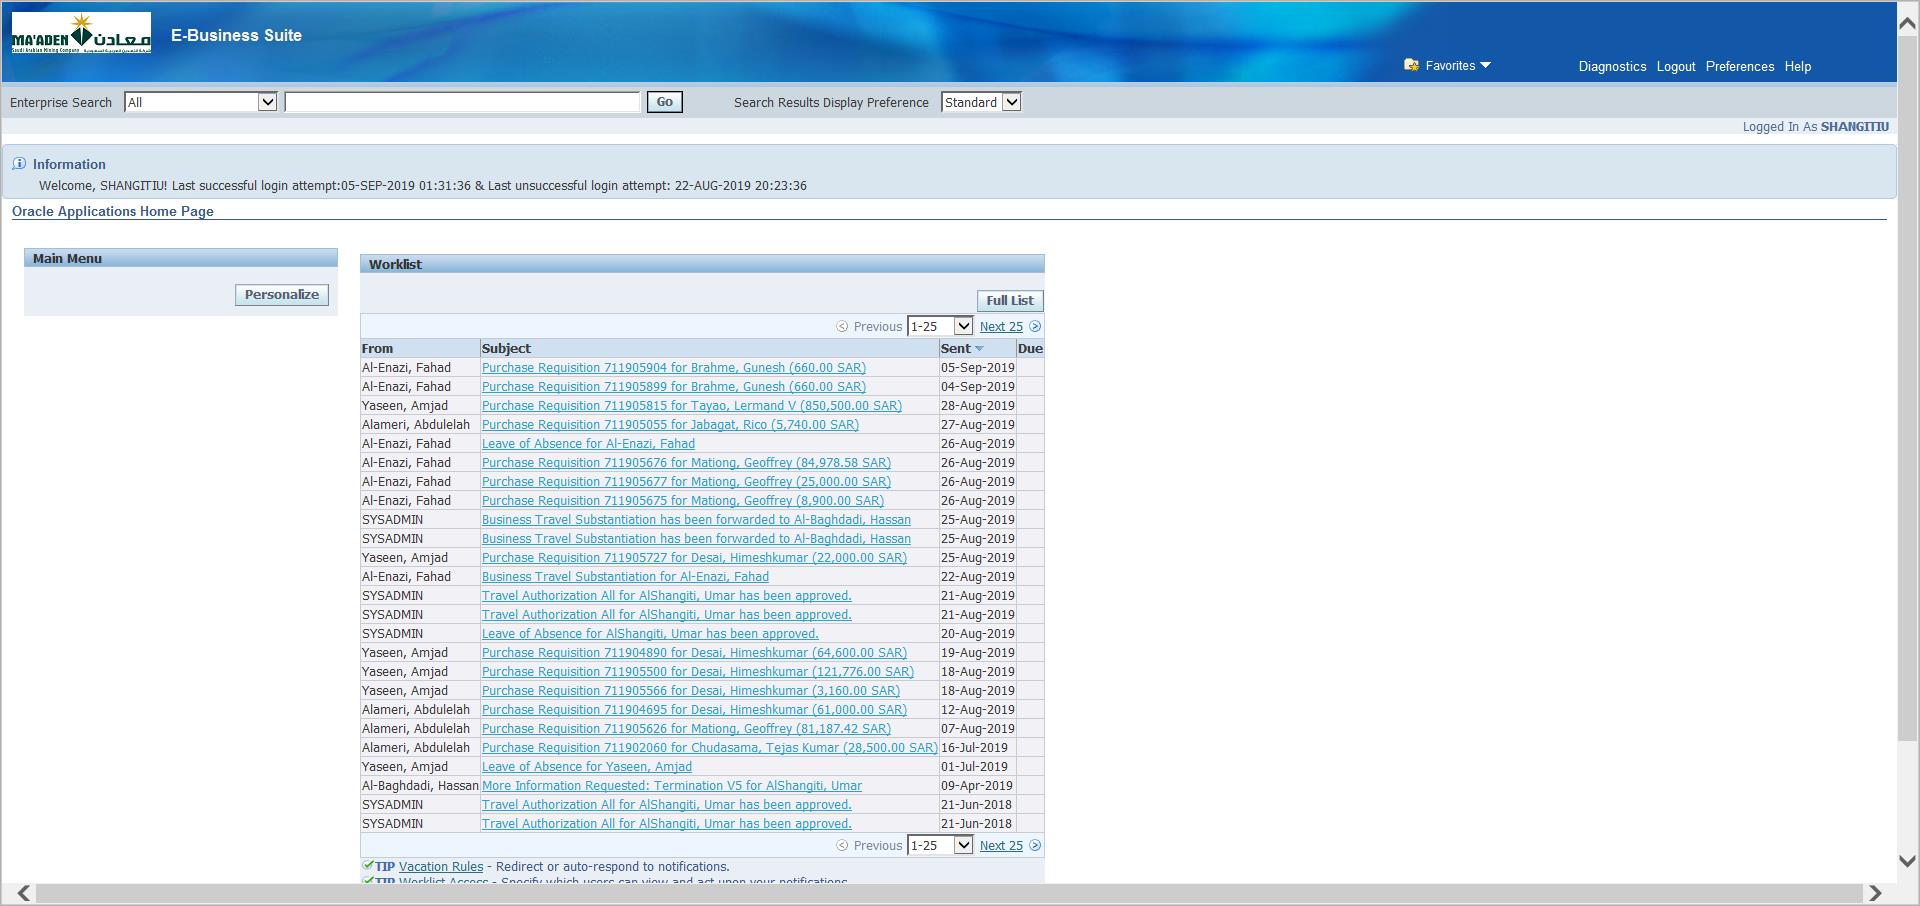 MA'ADEN معادن
Saudi Arabian Mining Company
E-Business Suite
Favorites
Diagnostics Logout Preferences Help
Enterprise Search All Go Search Results Display Preference Standard
Logged In As SHANGITIU
Information
Welcome, SHANGITIU! Last successful login attempt:05-SEP-2019 01:31:36 & Last unsuccessful login attempt: 22-AUG-2019 20:23:36
Oracle Applications Home Page
Main Menu
Personalize
Worklist
Full List
Previous 1-25 Next 25
From Subject Sent Due
Al-Enazi, Fahad Purchase Requisition 711905904 for Brahme, Gunesh (660.00 SAR) 05-Sep-2019
Al-Enazi, Fahad Purchase Requisition 711905899 for Brahme, Gunesh (660.00 SAR) 04-Sep-2019
Yaseen, Amjad Purchase Requisition 711905815 for Tayao, Lermand V (850,500.00 SAR) 28-Aug-2019
Alameri, Abdulelah Purchase Requisition 711905055 for Jabagat, Rico (5,740.00 SAR) 27-Aug-2019
Al-Enazi, Fahad Leave of Absence for Al-Enazi, Fahad 26-Aug-2019
Al-Enazi, Fahad Purchase Requisition 711905676 for Mationg, Geoffrey (84,978.58 SAR) 26-Aug-2019
Al-Enazi, Fahad Purchase Requisition 711905677 for Mationg, Geoffrey (25,000.00 SAR) 26-Aug-2019
Al-Enazi, Fahad Purchase Requisition 711905675 for Mationg, Geoffrey (8,900.00 SAR) 26-Aug-2019
SYSADMIN Business Travel Substantiation has been forwarded to Al-Baghdadi, Hassan 25-Aug-2019
SYSADMIN Business Travel Substantiation has been forwarded to Al-Baghdadi, Hassan 25-Aug-2019
Yaseen, Amjad Purchase Requisition 711905727 for Desai, Himeshkumar (22,000.00 SAR) 25-Aug-2019
Al-Enazi, Fahad Business Travel Substantiation for Al-Enazi, Fahad 22-Aug-2019
SYSADMIN Travel Authorization All for AlShangiti, Umar has been approved. 21-Aug-2019
SYSADMIN Travel Authorization All for AlShangiti, Umar has been approved. 21-Aug-2019
SYSADMIN Leave of Absence for AlShangiti, Umar has been approved. 20-Aug-2019
Yaseen, Amjad Purchase Requisition 711904890 for Desai, Himeshkumar (64,600.00 SAR) 19-Aug-2019
Yaseen, Amjad Purchase Requisition 711905500 for Desai, Himeshkumar (121,776.00 SAR) 18-Aug-2019
Yaseen, Amjad Purchase Requisition 711905566 for Desai, Himeshkumar (3,160.00 SAR) 18-Aug-2019
Alameri, Abdulelah Purchase Requisition 711904695 for Desai, Himeshkumar (61,000.00 SAR) 12-Aug-2019
Alameri, Abdulelah Purchase Requisition 711905626 for Mationg, Geoffrey (81,187.42 SAR) 07-Aug-2019
Alameri, Abdulelah Purchase Requisition 711902060 for Chudasama, Tejas Kumar (28,500.00 SAR) 16-Jul-2019
Yaseen, Amjad Leave of Absence for Yaseen, Amjad 01-Jul-2019
Al-Baghdadi, Hassan More Information Requested: Termination V5 for AlShangiti, Umar 09-Apr-2019
SYSADMIN Travel Authorization All for AlShangiti, Umar has been approved. 21-Jun-2018
SYSADMIN Travel Authorization All for AlShangiti, Umar has been approved. 21-Jun-2018
Previous 1-25 Next 25
TIP Vacation Rules - Redirect or auto-respond to notifications.
TIP Worklist Access - Specify which users can view and act upon your notifications.